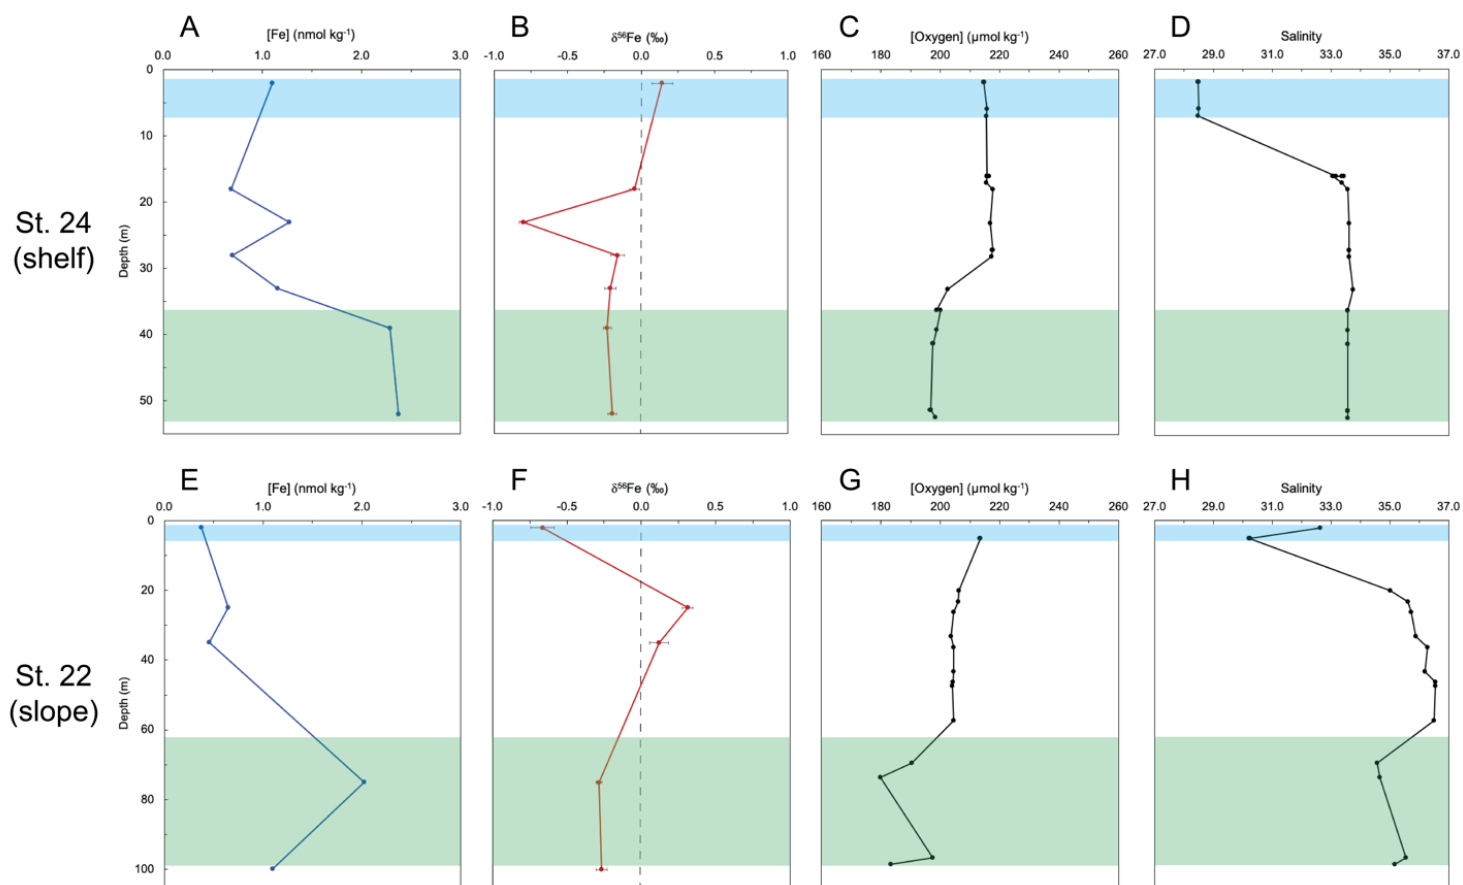 A
B
C
D
[Fe] (nmol kg⁻¹)
δ⁵⁶Fe (‰)
[Oxygen] (µmol kg⁻¹)
Salinity
0.0 1.0 2.0 3.0
-1.0 -0.5 0.0 0.5 1.0
160 180 200 220 240 260
27.0 29.0 31.0 33.0 35.0 37.0
0
10
20
30
40
50
Depth (m)
St. 24
(shelf)
E
F
G
H
[Fe] (nmol kg⁻¹)
δ⁵⁶Fe (‰)
[Oxygen] (µmol kg⁻¹)
Salinity
0.0 1.0 2.0 3.0
-1.0 -0.5 0.0 0.5 1.0
160 180 200 220 240 260
27.0 29.0 31.0 33.0 35.0 37.0
0
20
40
60
80
100
Depth (m)
St. 22
(slope)